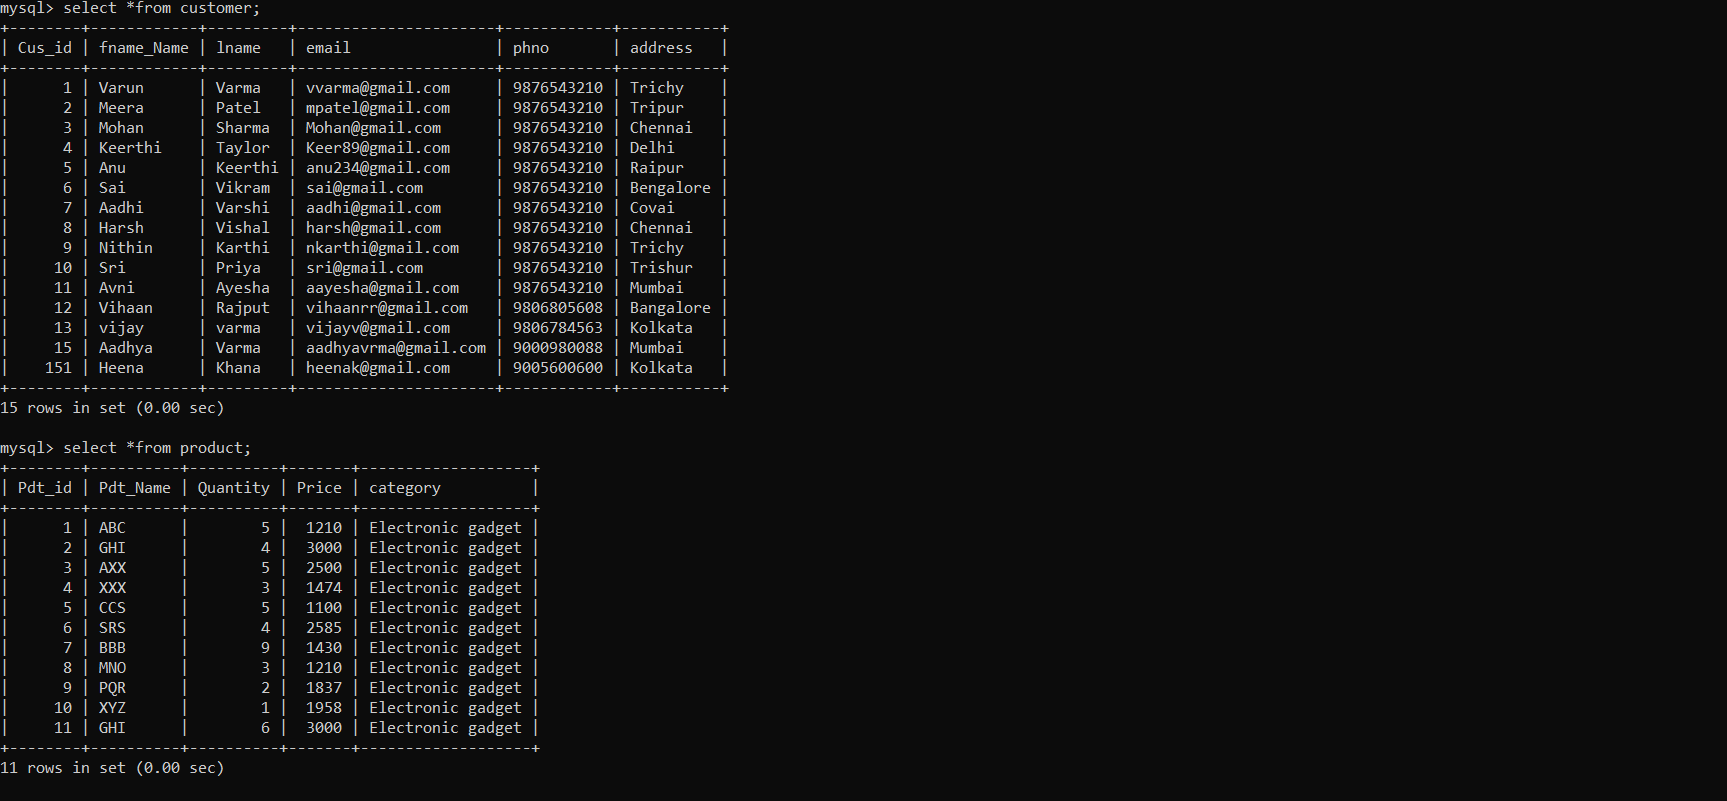 mysql> select *from customer;
+--------+------------+---------+----------------------+------------+-----------+
| Cus_id | fname_Name | lname   | email                | phno       | address   |
+--------+------------+---------+----------------------+------------+-----------+
|      1 | Varun      | Varma   | vvarma@gmail.com     | 9876543210 | Trichy    |
|      2 | Meera      | Patel   | mpatel@gmail.com     | 9876543210 | Tripur    |
|      3 | Mohan      | Sharma  | Mohan@gmail.com      | 9876543210 | Chennai   |
|      4 | Keerthi    | Taylor  | Keer89@gmail.com     | 9876543210 | Delhi     |
|      5 | Anu        | Keerthi | anu234@gmail.com     | 9876543210 | Raipur    |
|      6 | Sai        | Vikram  | sai@gmail.com        | 9876543210 | Bengalore |
|      7 | Aadhi      | Varshi  | aadhi@gmail.com      | 9876543210 | Covai     |
|      8 | Harsh      | Vishal  | harsh@gmail.com      | 9876543210 | Chennai   |
|      9 | Nithin     | Karthi  | nkarthi@gmail.com    | 9876543210 | Trichy    |
|     10 | Sri        | Priya   | sri@gmail.com        | 9876543210 | Trishur   |
|     11 | Avni       | Ayesha  | aayesha@gmail.com    | 9876543210 | Mumbai    |
|     12 | Vihaan     | Rajput  | vihaanrr@gmail.com   | 9806805608 | Bangalore |
|     13 | vijay      | varma   | vijayv@gmail.com     | 9806784563 | Kolkata   |
|     15 | Aadhya     | Varma   | aadhyavrma@gmail.com | 9000980088 | Mumbai    |
|    151 | Heena      | Khana   | heenak@gmail.com     | 9005600600 | Kolkata   |
+--------+------------+---------+----------------------+------------+-----------+
15 rows in set (0.00 sec)

mysql> select *from product;
+--------+----------+----------+-------+-------------------+
| Pdt_id | Pdt_Name | Quantity | Price | category          |
+--------+----------+----------+-------+-------------------+
|      1 | ABC      |        5 |  1210 | Electronic gadget |
|      2 | GHI      |        4 |  3000 | Electronic gadget |
|      3 | AXX      |        5 |  2500 | Electronic gadget |
|      4 | XXX      |        3 |  1474 | Electronic gadget |
|      5 | CCS      |        5 |  1100 | Electronic gadget |
|      6 | SRS      |        4 |  2585 | Electronic gadget |
|      7 | BBB      |        9 |  1430 | Electronic gadget |
|      8 | MNO      |        3 |  1210 | Electronic gadget |
|      9 | PQR      |        2 |  1837 | Electronic gadget |
|     10 | XYZ      |        1 |  1958 | Electronic gadget |
|     11 | GHI      |        6 |  3000 | Electronic gadget |
+--------+----------+----------+-------+-------------------+
11 rows in set (0.00 sec)